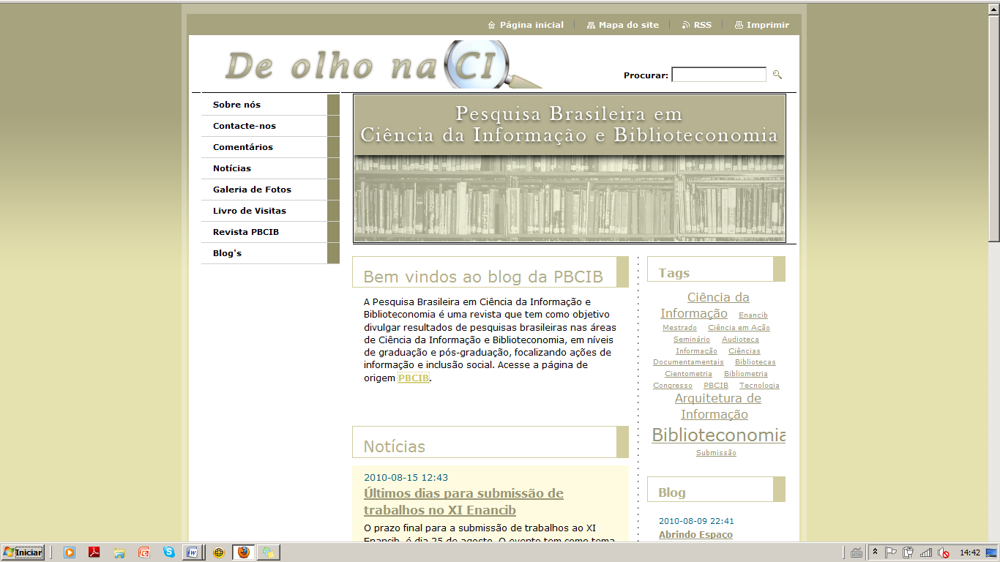 Página inicial | Mapa do site | RSS | Imprimir
De olho na CI
Procurar:
Sobre nós
Contacte-nos
Comentários
Notícias
Galeria de Fotos
Livro de Visitas
Revista PBCIB
Blog's
Pesquisa Brasileira em
Ciência da Informação e Biblioteconomia
Bem vindos ao blog da PBCIB
A Pesquisa Brasileira em Ciência da Informação e
Biblioteconomia é uma revista que tem como objetivo
divulgar resultados de pesquisas brasileiras nas áreas
de Ciência da Informação e Biblioteconomia, em níveis
de graduação e pós-graduação, focalizando ações de
informação e inclusão social. Acesse a página de
origem PBCIB.
Notícias
2010-08-15 12:43
Últimos dias para submissão de
trabalhos no XI Enancib
O prazo final para a submissão de trabalhos ao XI
Enancib, é dia 25 de agosto. O evento tem como tema
Tags
Ciência da
Informação Enancib
Mestrado Ciência em Ação
Seminário Audioteca
Informação Ciências
Documentamentais Bibliotecas
Cientometria Bibliometria
Congresso PBCIB Tecnologia
Arquitetura de
Informação
Biblioteconomia
Submissão
Blog
2010-08-09 22:41
Abrindo Espaço
Iniciar
14:42